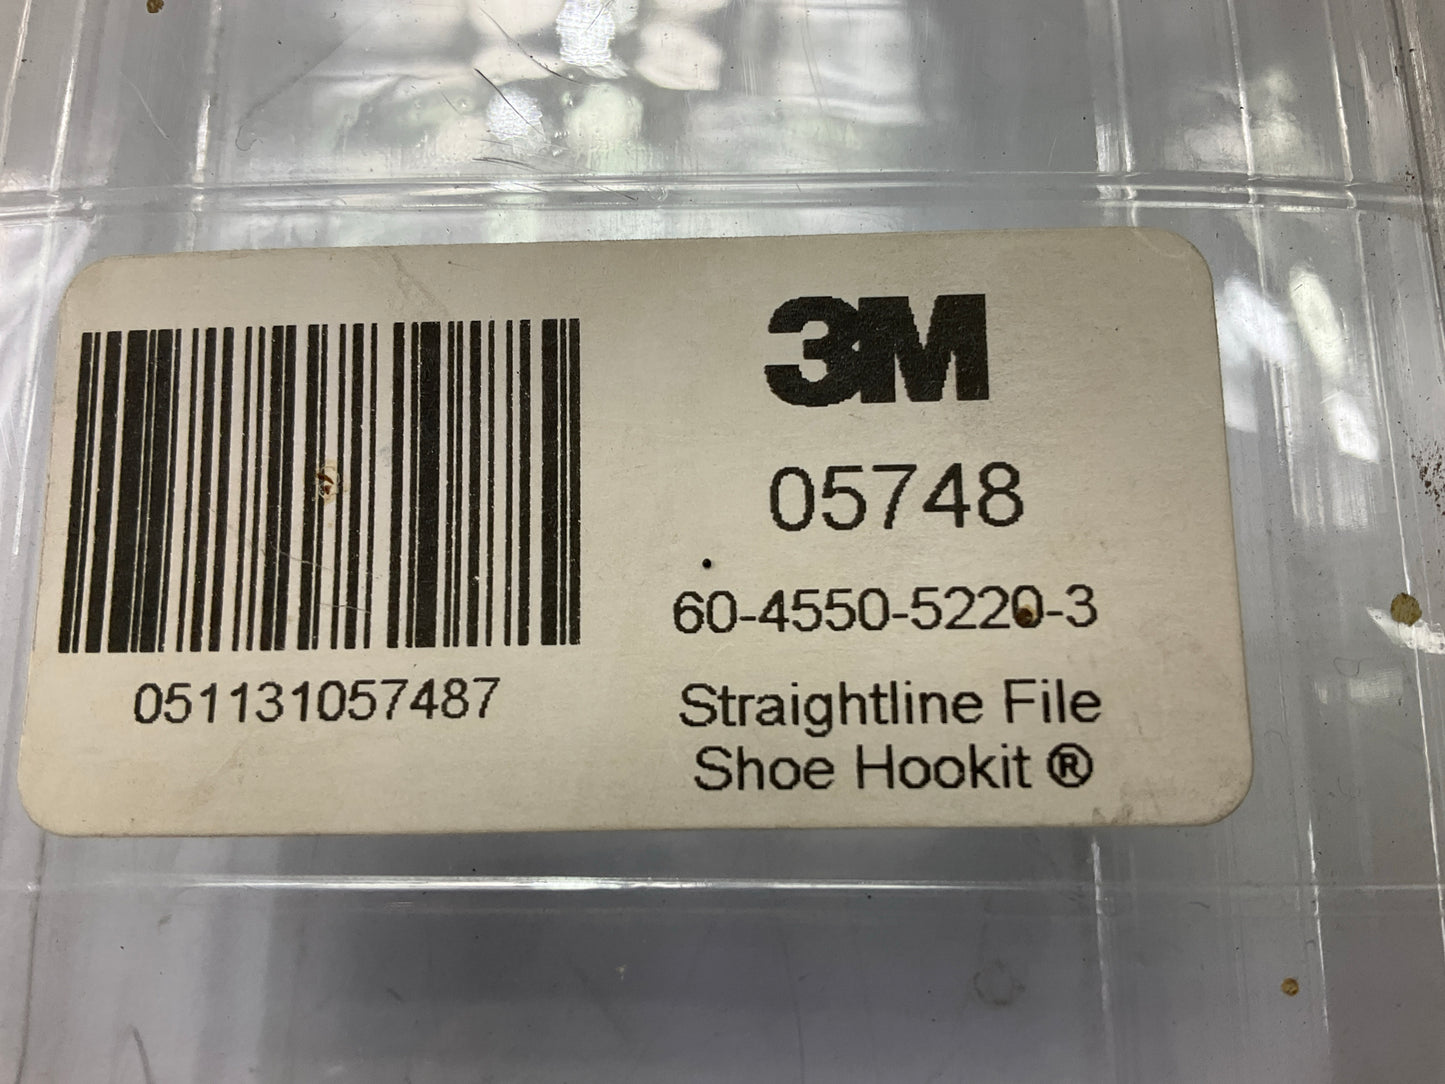 3M
05748
60-4550-5220-3
051131057487
Straightline File
Shoe Hookit ®